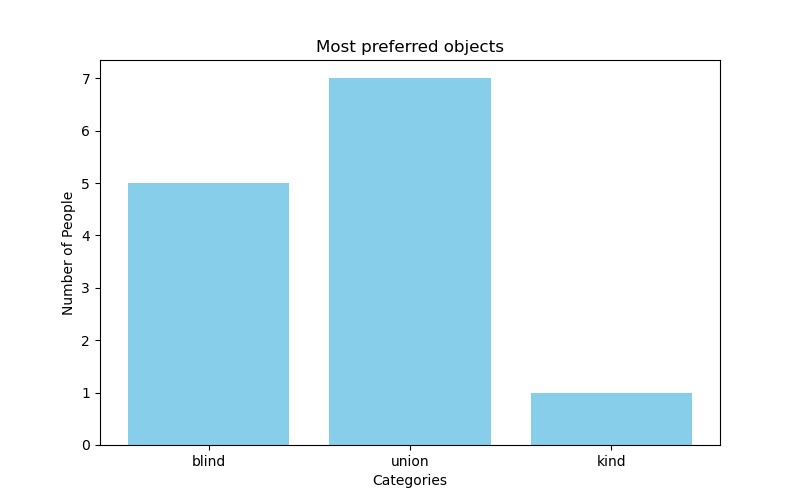 Most preferred objects
Number of People
7
6
5
4
3
2
1
0
blind union kind
Categories